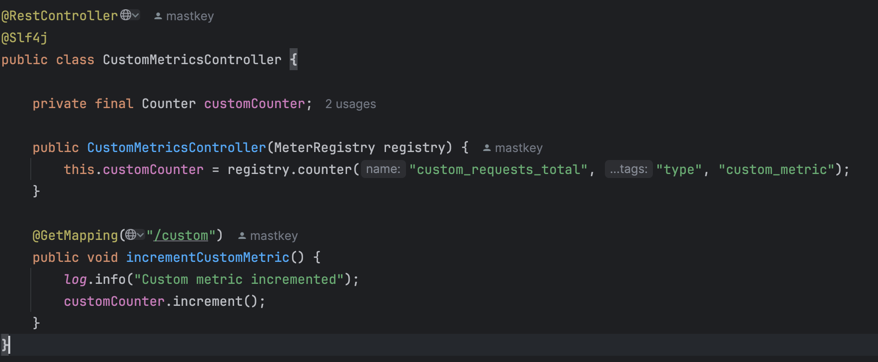 @RestController mastkey
@Slf4j
public class CustomMetricsController {
private final Counter customCounter; 2 usages
public CustomMetricsController(MeterRegistry registry) { mastkey
this.customCounter = registry.counter( name: "custom_requests_total", ...tags: "type", "custom_metric");
}
@GetMapping("/custom") mastkey
public void incrementCustomMetric() {
log.info("Custom metric incremented");
customCounter.increment();
}
}